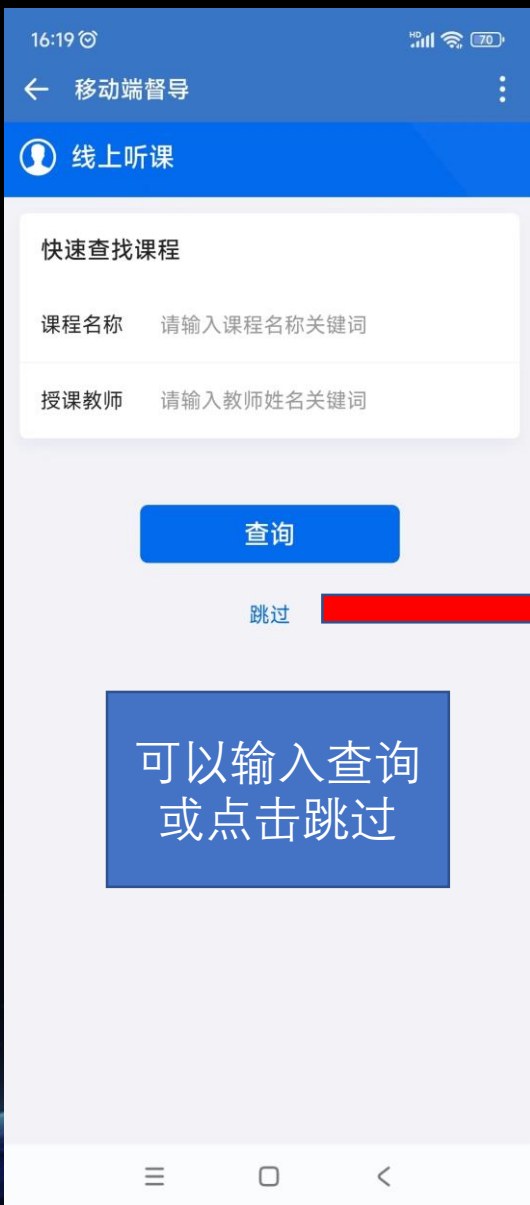 16:19
HD
70
移动端督导
线上听课
快速查找课程
课程名称 请输入课程名称关键词
授课教师 请输入教师姓名关键词
查询
跳过
可以输入查询
或点击跳过